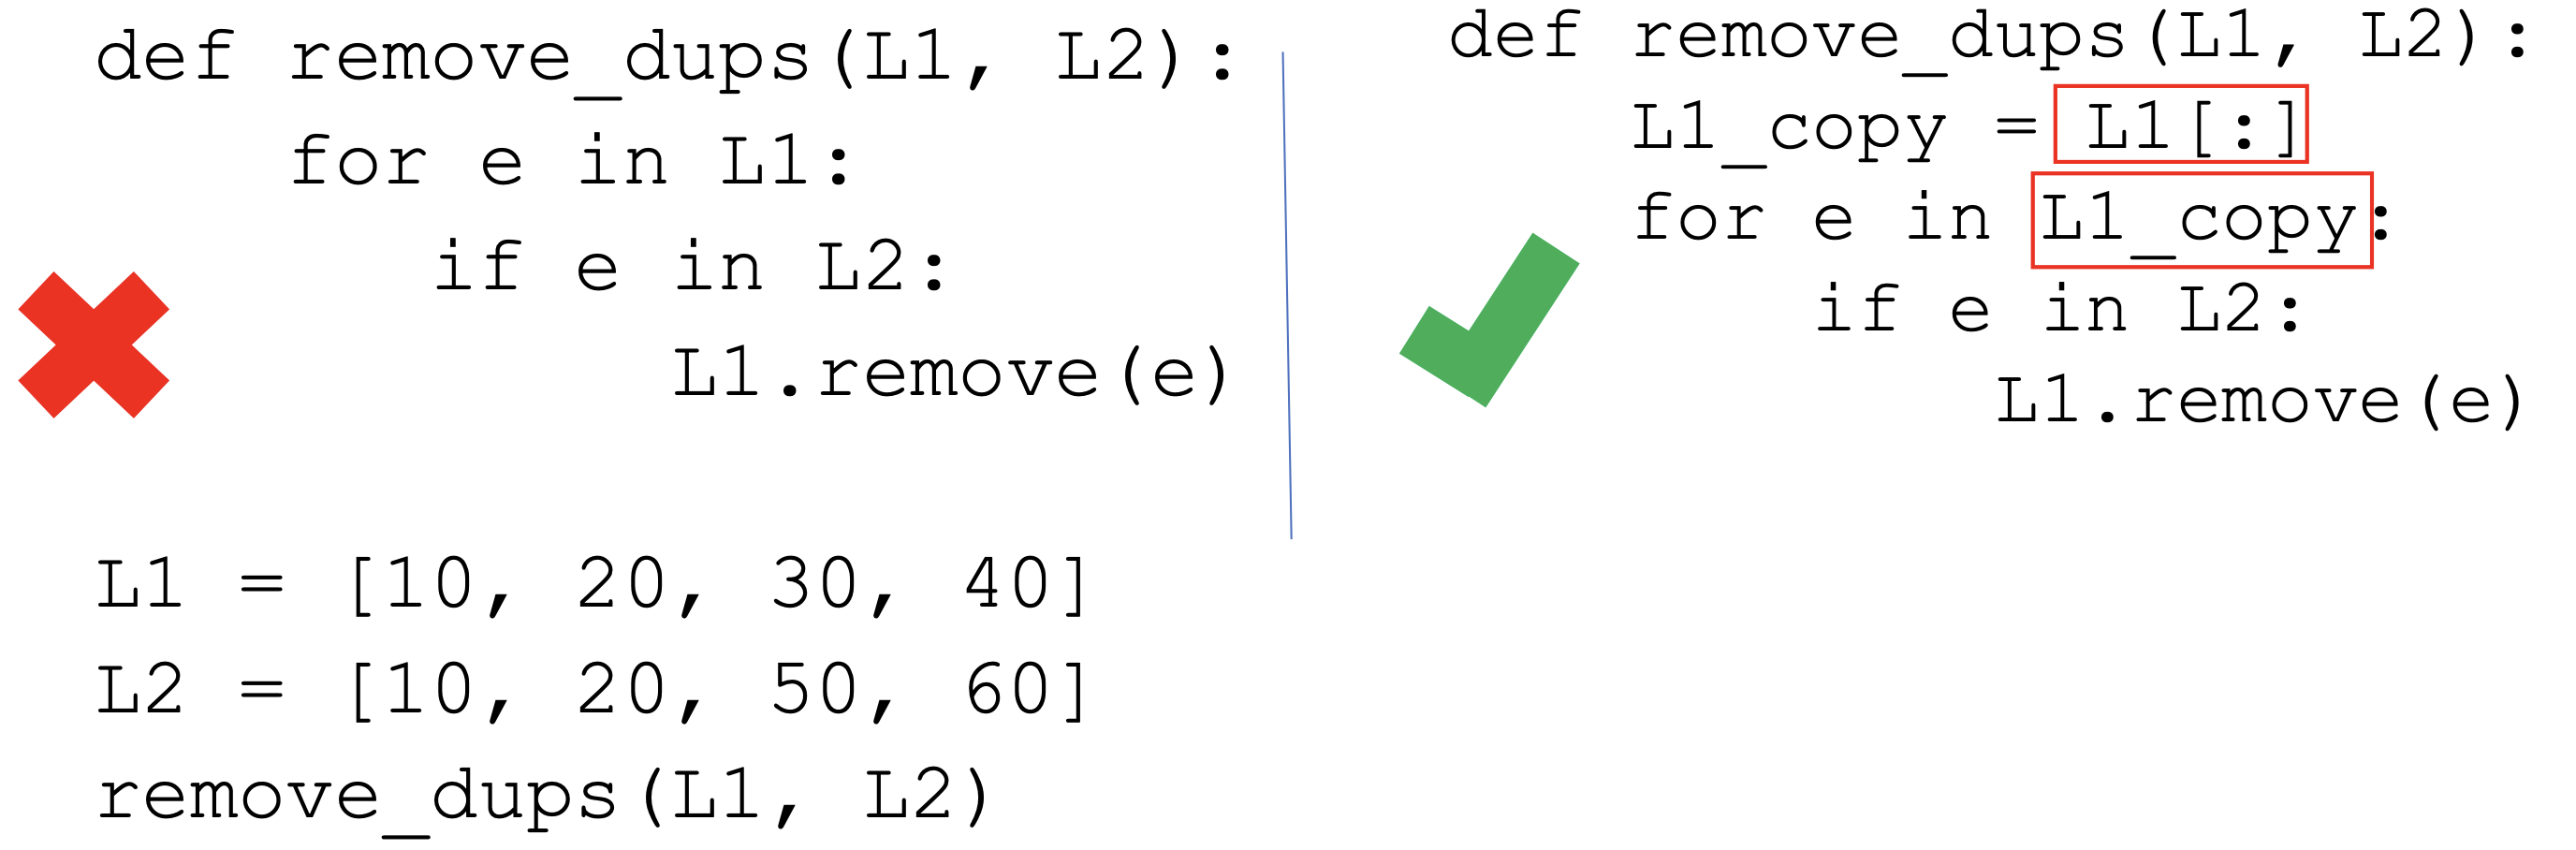 def remove_dups(L1, L2):
    for e in L1:
       if e in L2:
            L1.remove(e)
L1 = [10, 20, 30, 40]
L2 = [10, 20, 50, 60]
remove_dups(L1, L2)
def remove_dups(L1, L2):
    L1_copy = L1[:]
    for e in L1_copy:
        if e in L2:
            L1.remove(e)